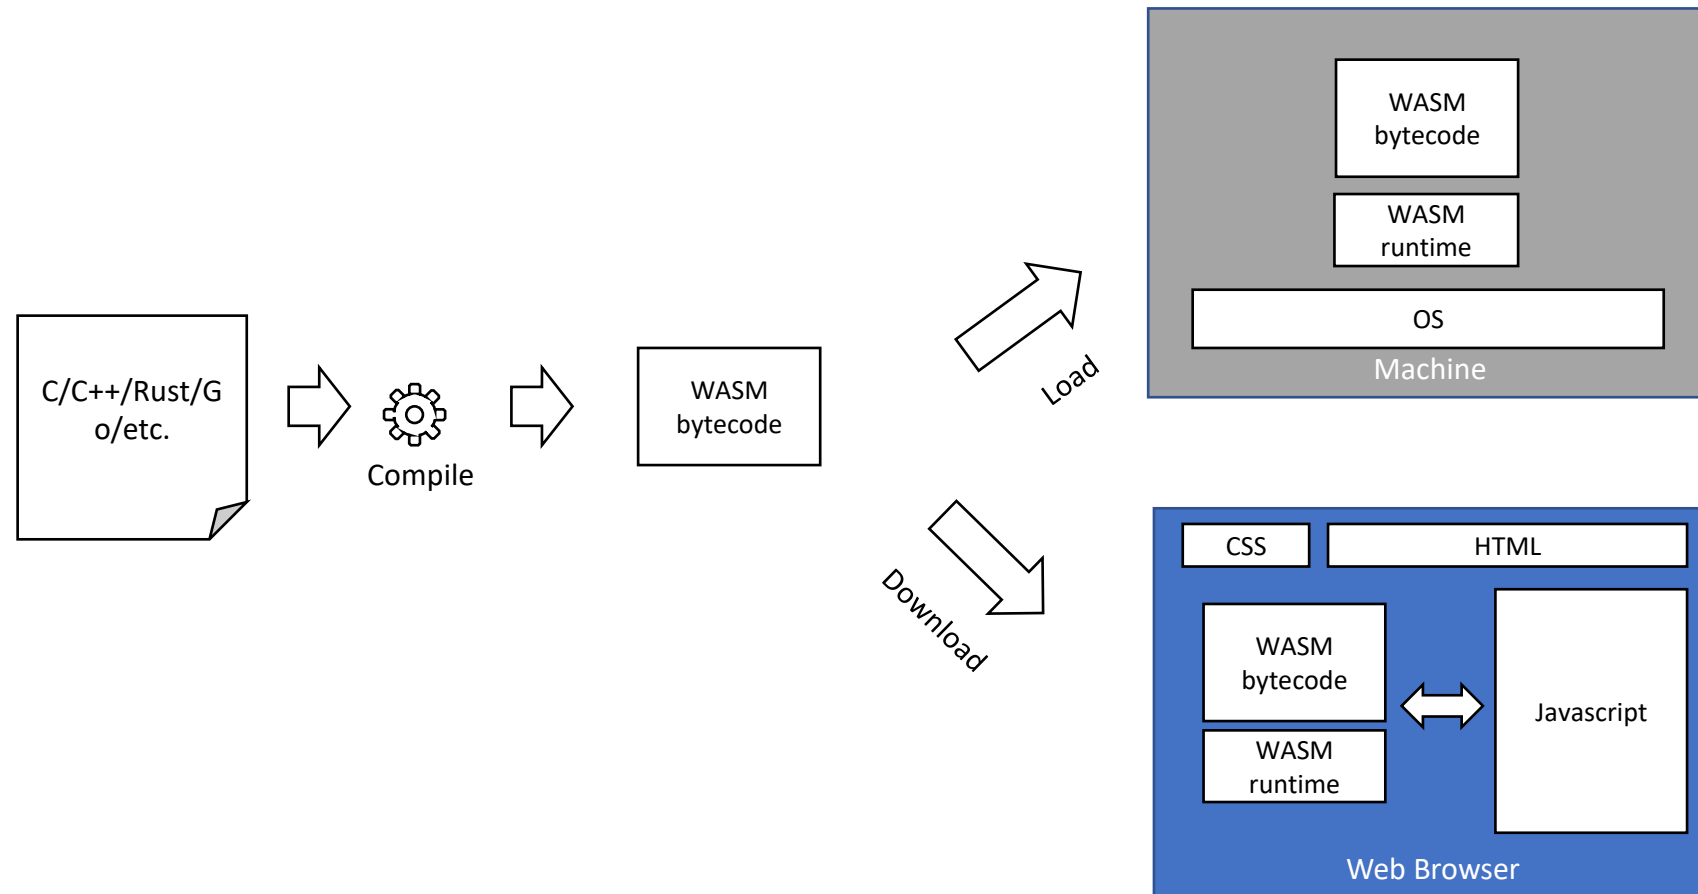 C/C++/Rust/G
o/etc.
Compile
WASM
bytecode
Load
Download
WASM
bytecode
WASM
runtime
OS
Machine
CSS
HTML
WASM
bytecode
WASM
runtime
Javascript
Web Browser